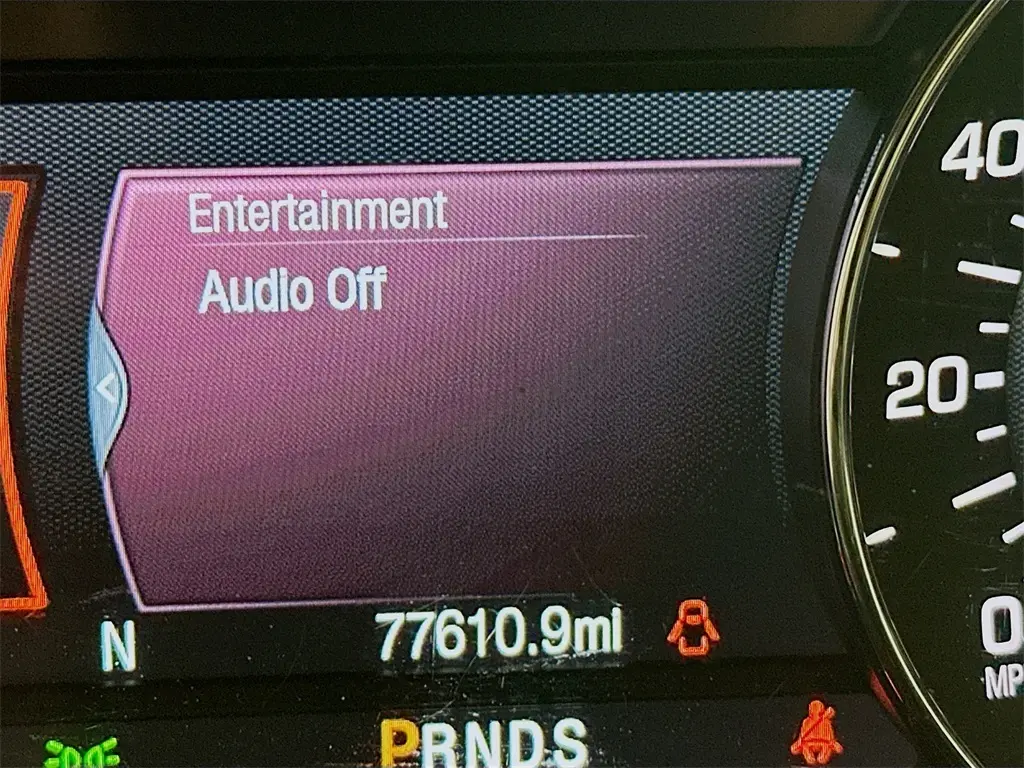 Entertainment
Audio Off
40
20
0
MP
N
77610.9mi
PRNDS